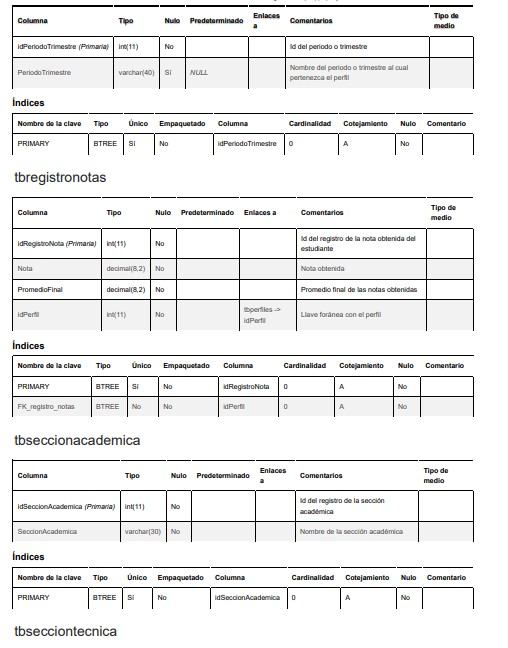 Columna Tipo Nulo Predeterminado Enlaces a Comentarios Tipo de medio
idPeriodoTrimestre (Primaria) int(11) No Id del periodo o trimestre
PeriodoTrimestre varchar(40) Sí NULL Nombre del periodo o trimestre al cual pertenezca el perfil
Índices
Nombre de la clave Tipo Único Empaquetado Columna Cardinalidad Cotejamiento Nulo Comentario
PRIMARY BTREE Sí No idPeriodoTrimestre 0 A No
tbregistronotas
Columna Tipo Nulo Predeterminado Enlaces a Comentarios Tipo de medio
idRegistroNota (Primaria) int(11) No Id del registro de la nota obtenida del estudiante
Nota decimal(8,2) No Nota obtenida
PromedioFinal decimal(8,2) No Promedio final de las notas obtenidas
idPerfil int(11) No tbperfiles -> idPerfil Llave foránea con el perfil
Índices
Nombre de la clave Tipo Único Empaquetado Columna Cardinalidad Cotejamiento Nulo Comentario
PRIMARY BTREE Sí No idRegistroNota 0 A No
FK_registro_notas BTREE No No idPerfil 0 A No
tbseccionacademica
Columna Tipo Nulo Predeterminado Enlaces a Comentarios Tipo de medio
idSeccionAcademica (Primaria) int(11) No Id del registro de la sección académica
SeccionAcademica varchar(30) No Nombre de la sección académica
Índices
Nombre de la clave Tipo Único Empaquetado Columna Cardinalidad Cotejamiento Nulo Comentario
PRIMARY BTREE Sí No idSeccionAcademica 0 A No
tbsecciontecnica